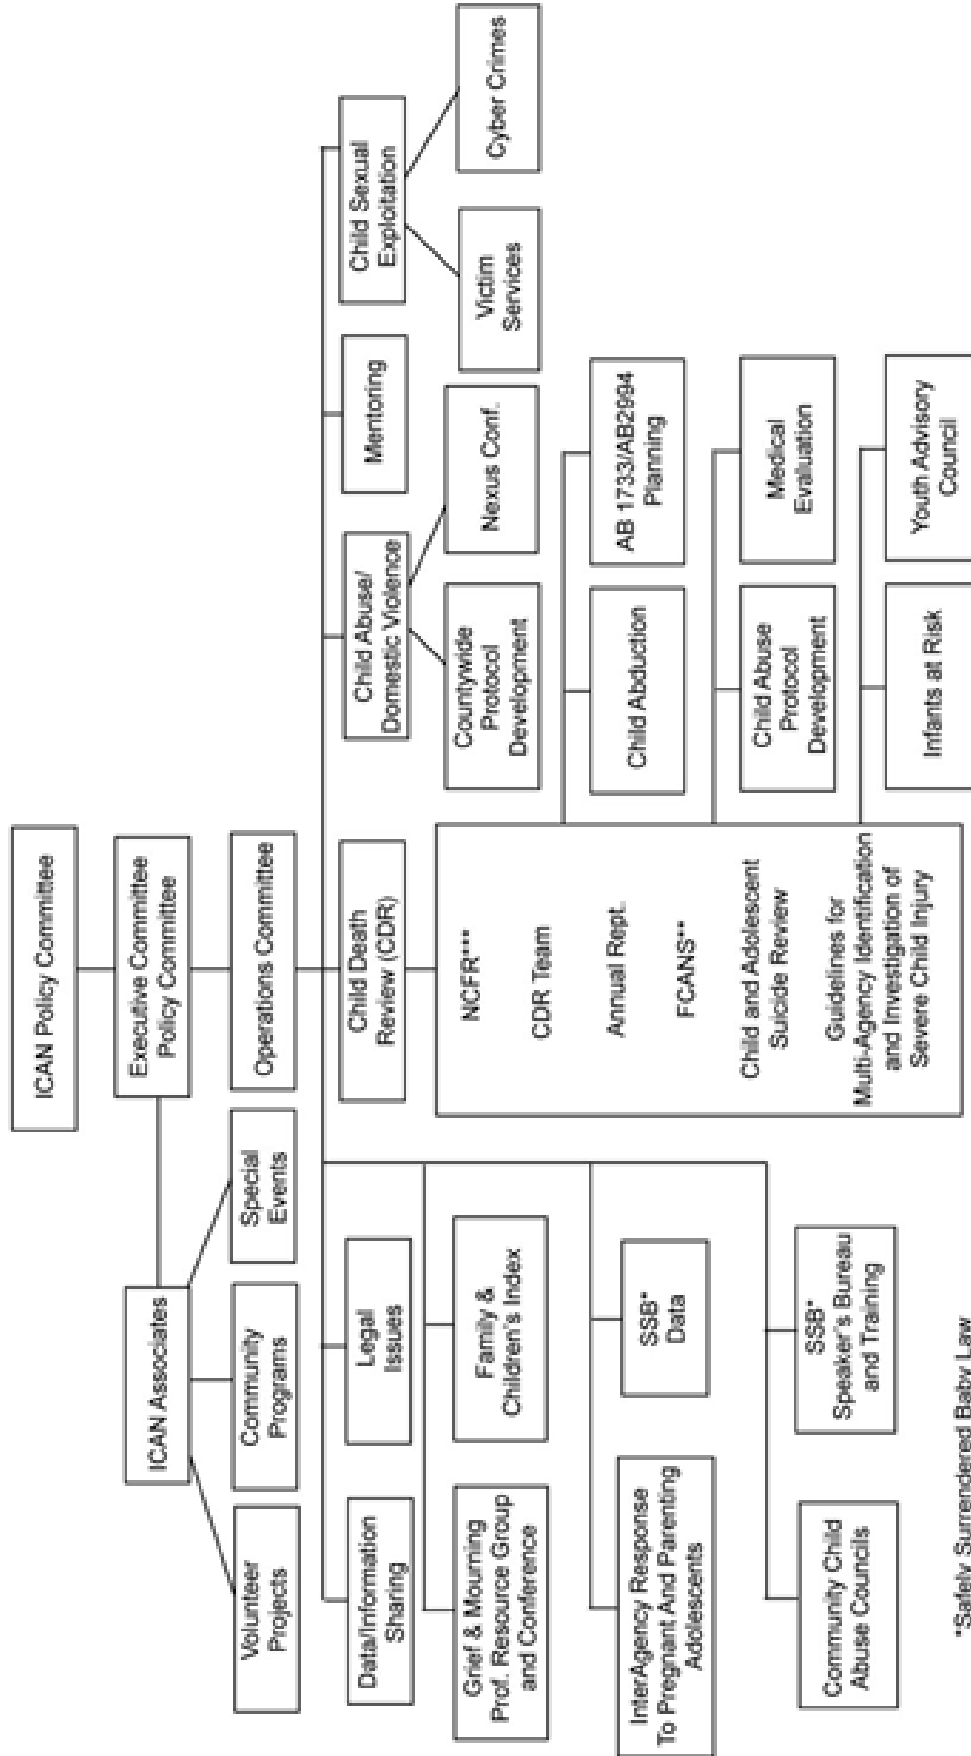 ICAN Policy Committee
Executive Committee
Policy Committee
ICAN Associates
Operations Committee
Volunteer
Projects
Community
Programs
Special
Events
Data/Information
Sharing
Legal
Issues
Child Death
Review (CDR)
Child Abuse/
Domestic Violence
Mentoring
Child Sexual
Exploitation
Grief & Mourning
Prof. Resource Group
and Conference
Family &
Children's Index
NCFR***
CDR Team
Annual Rept.
FCANS**
Child and Adolescent
Suicide Review
Guidelines for
Multi-Agency Identification
and Investigation of
Severe Child Injury
Countywide
Protocol
Development
Nexus Conf.
Victim
Services
Cyber Crimes
InterAgency Response
To Pregnant And Parenting
Adolescents
SSB*
Data
Child Abduction
AB 1733/AB2994
Planning
Child Abuse
Protocol
Development
Medical
Evaluation
Community Child
Abuse Councils
SSB*
Speaker's Bureau
and Training
Infants at Risk
Youth Advisory
Council
*Safely Surrendered Baby Law